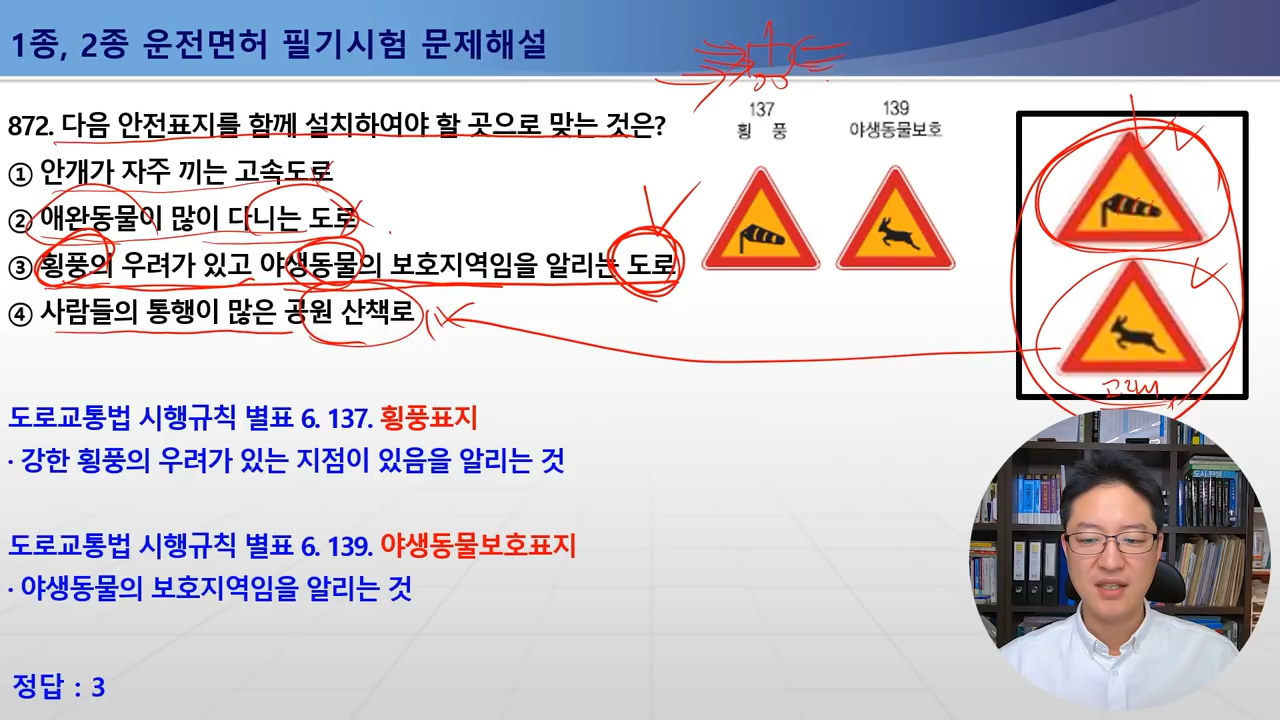 1종, 2종 운전면허 필기시험 문제해설
872. 다음 안전표지를 함께 설치하여야 할 곳으로 맞는 것은?
① 안개가 자주 끼는 고속도로
② 애완동물이 많이 다니는 도로
③ 횡풍의 우려가 있고 야생동물의 보호지역임을 알리는 도로
④ 사람들의 통행이 많은 공원 산책로
137
횡 풍
139
야생동물보호
고라니
도로교통법 시행규칙 별표 6. 137. 횡풍표지
· 강한 횡풍의 우려가 있는 지점이 있음을 알리는 것
도로교통법 시행규칙 별표 6. 139. 야생동물보호표지
· 야생동물의 보호지역임을 알리는 것
정답 : 3